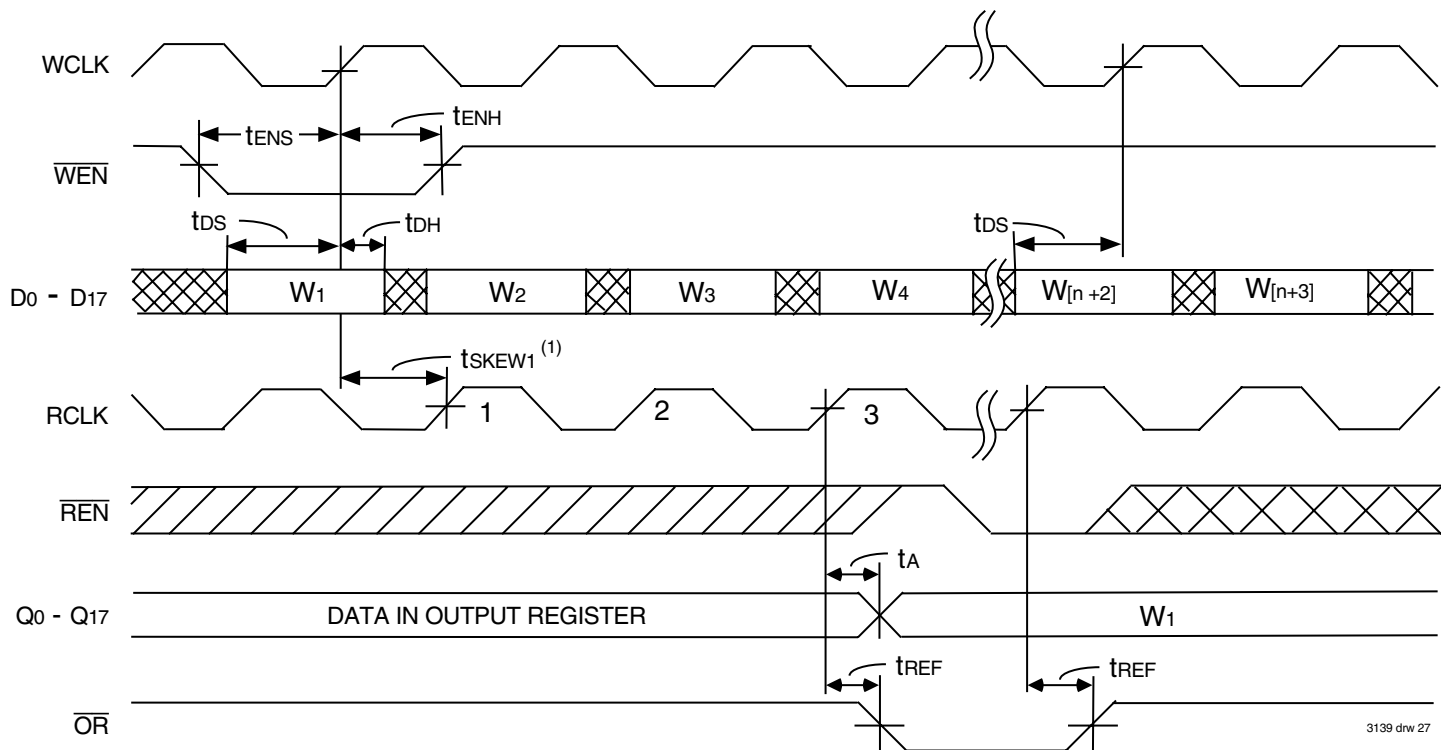 WCLK
tENS
tENH
WEN
tDS
tDH
tDS
D0 - D17
W1
W2
W3
W4
W[n +2]
W[n+3]
tSKEW1 (1)
RCLK
1
2
3
REN
tA
Q0 - Q17
DATA IN OUTPUT REGISTER
W1
tREF
tREF
OR
3139 drw 27